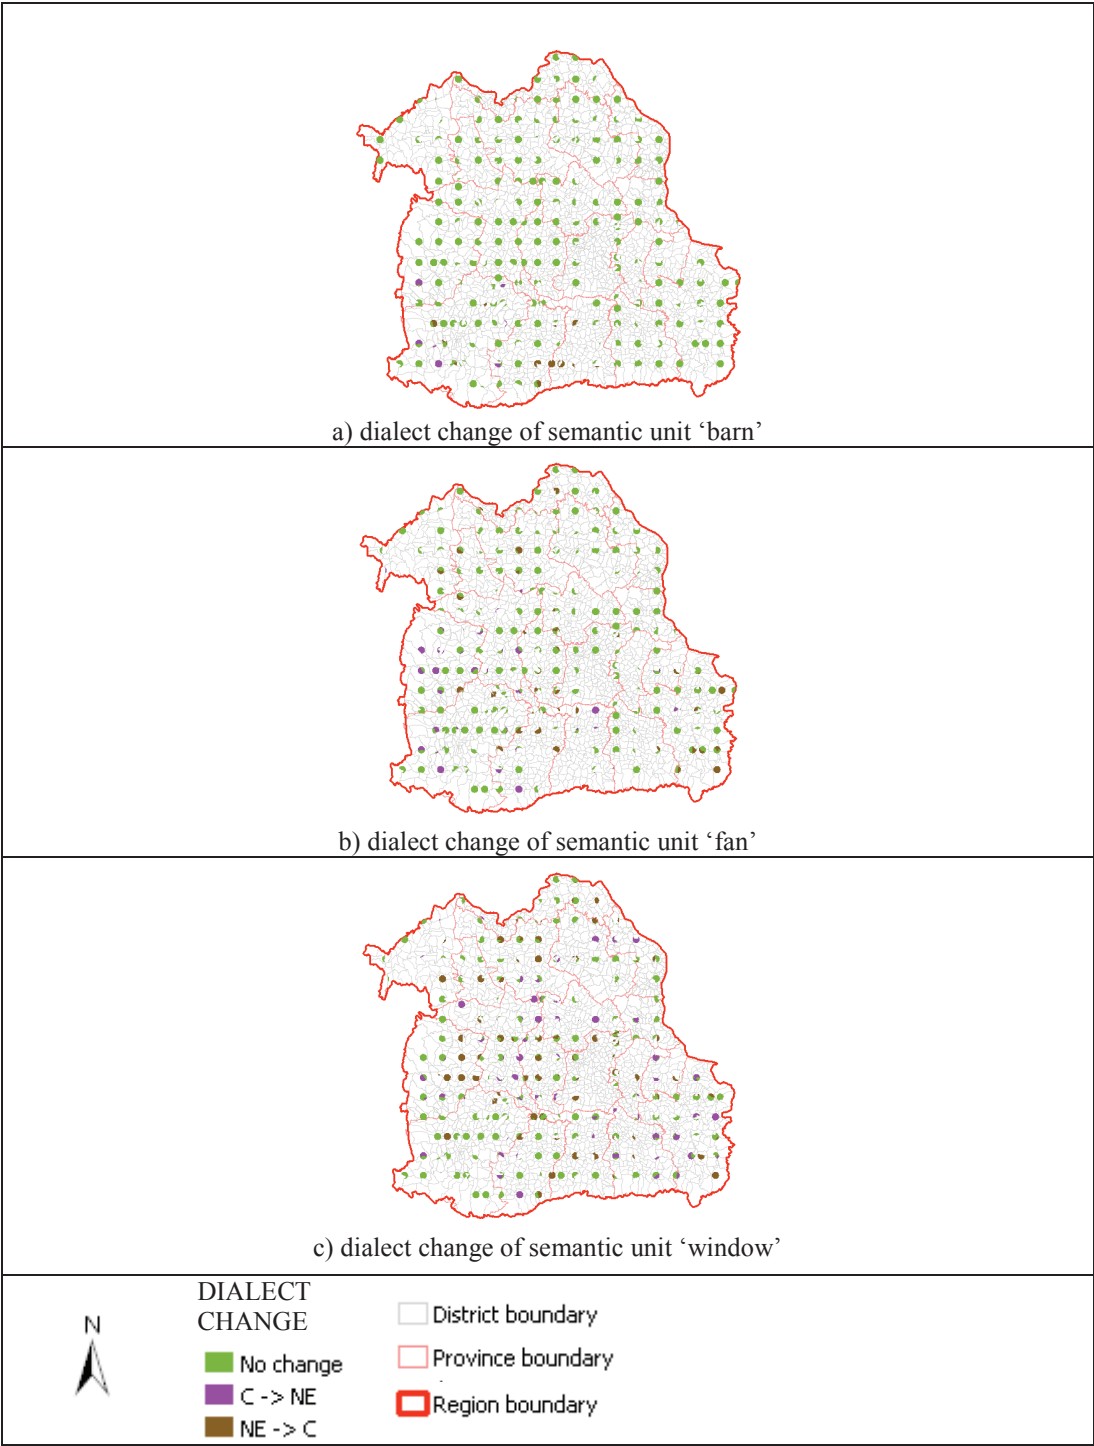 a) dialect change of semantic unit ‘barn’
b) dialect change of semantic unit ‘fan’
c) dialect change of semantic unit ‘window’
N
DIALECT
CHANGE
No change
C -> NE
NE -> C
District boundary
Province boundary
Region boundary